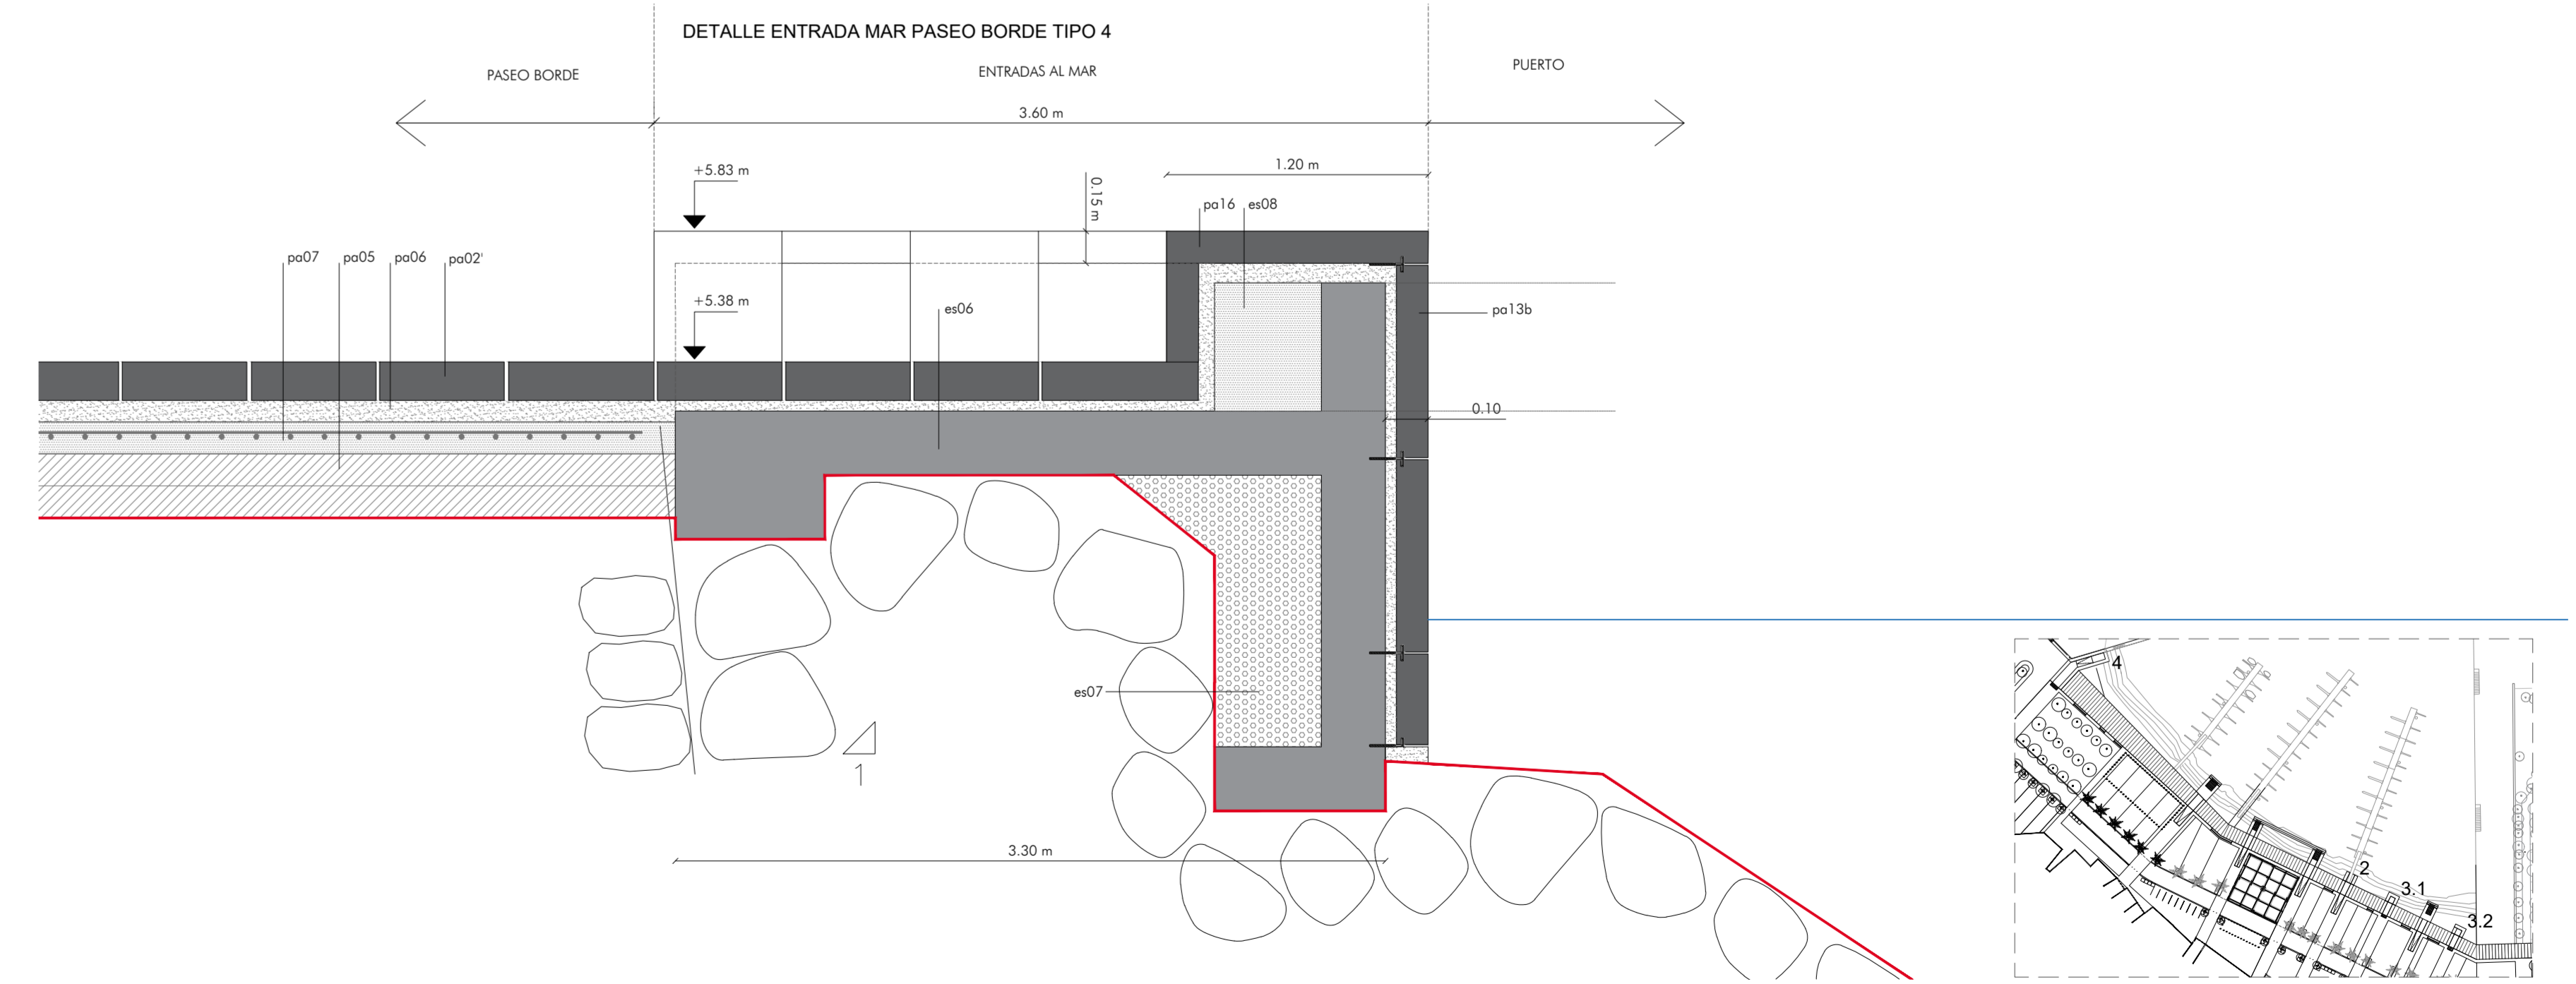 DETALLE ENTRADA MAR PASEO BORDE TIPO 4
PASEO BORDE
ENTRADAS AL MAR
PUERTO
3.60 m
1.20 m
+5.83 m
0.15 m
pa16
es08
pa07
pa05
pa06
pa02'
+5.38 m
es06
pa13b
0.10
es07
1
3.30 m
4
2
3.1
3.2